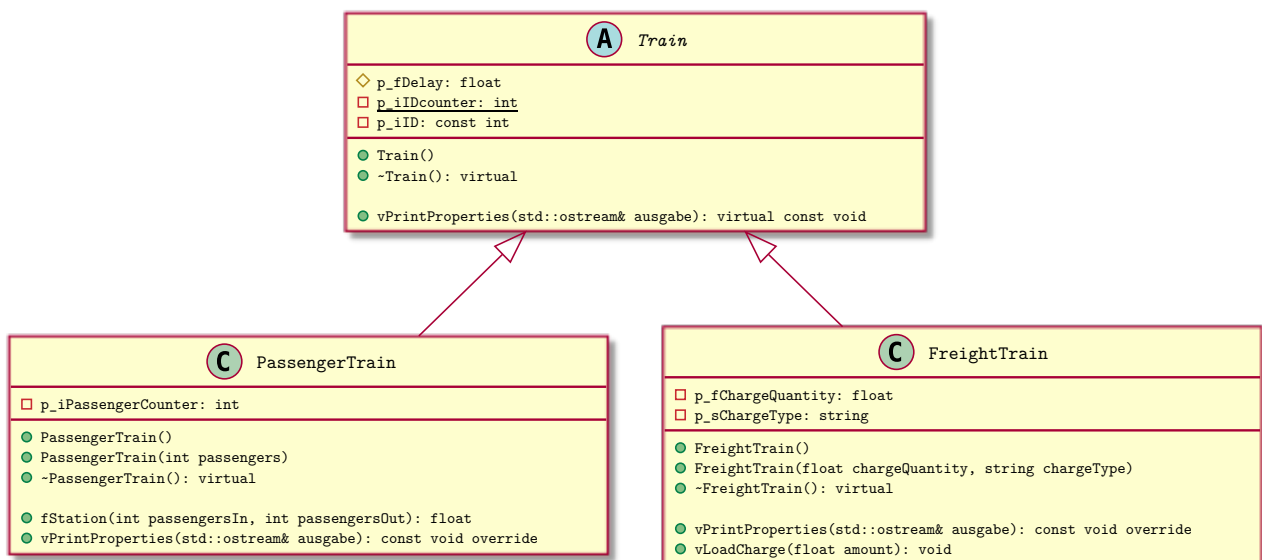 A Train
p_fDelay: float
p_iIDcounter: int
p_iID: const int
Train()
~Train(): virtual
vPrintProperties(std::ostream& ausgabe): virtual const void
C PassengerTrain
p_iPassengerCounter: int
PassengerTrain()
PassengerTrain(int passengers)
~PassengerTrain(): virtual
fStation(int passengersIn, int passengersOut): float
vPrintProperties(std::ostream& ausgabe): const void override
C FreightTrain
p_fChargeQuantity: float
p_sChargeType: string
FreightTrain()
FreightTrain(float chargeQuantity, string chargeType)
~FreightTrain(): virtual
vPrintProperties(std::ostream& ausgabe): const void override
vLoadCharge(float amount): void